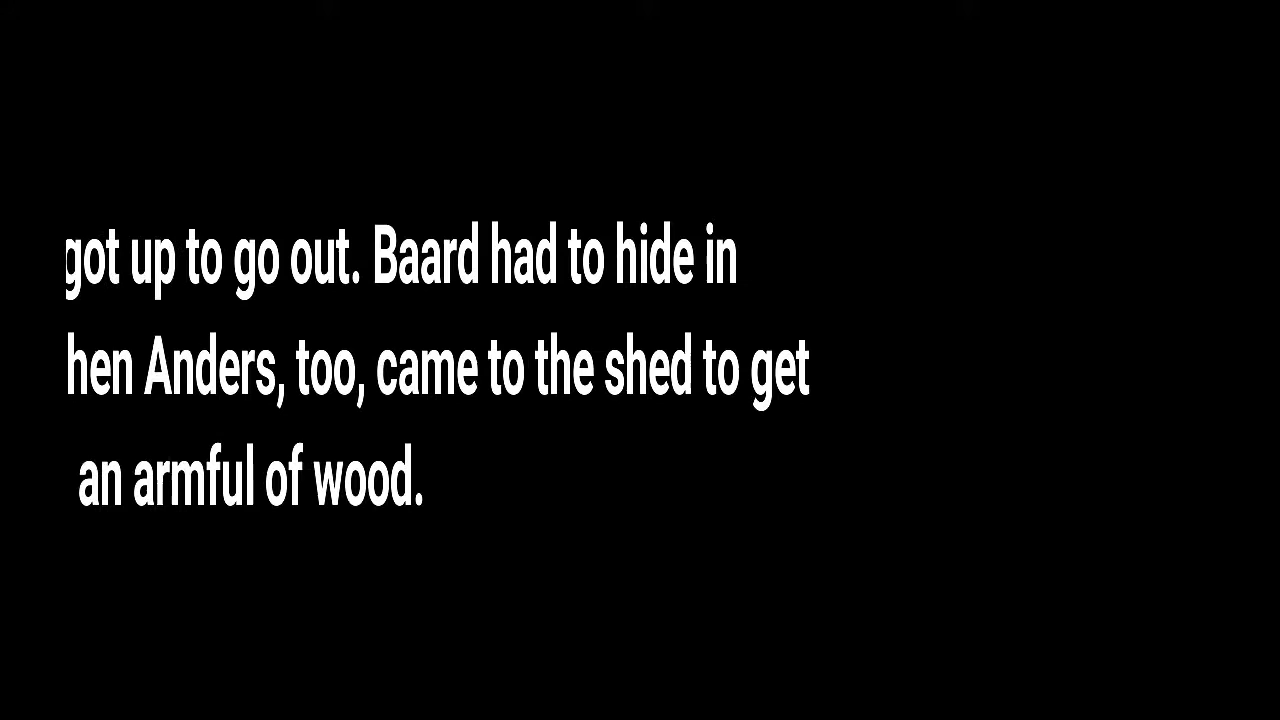 got up to go out. Baard had to hide in
hen Anders, too, came to the shed to get
an armful of wood.